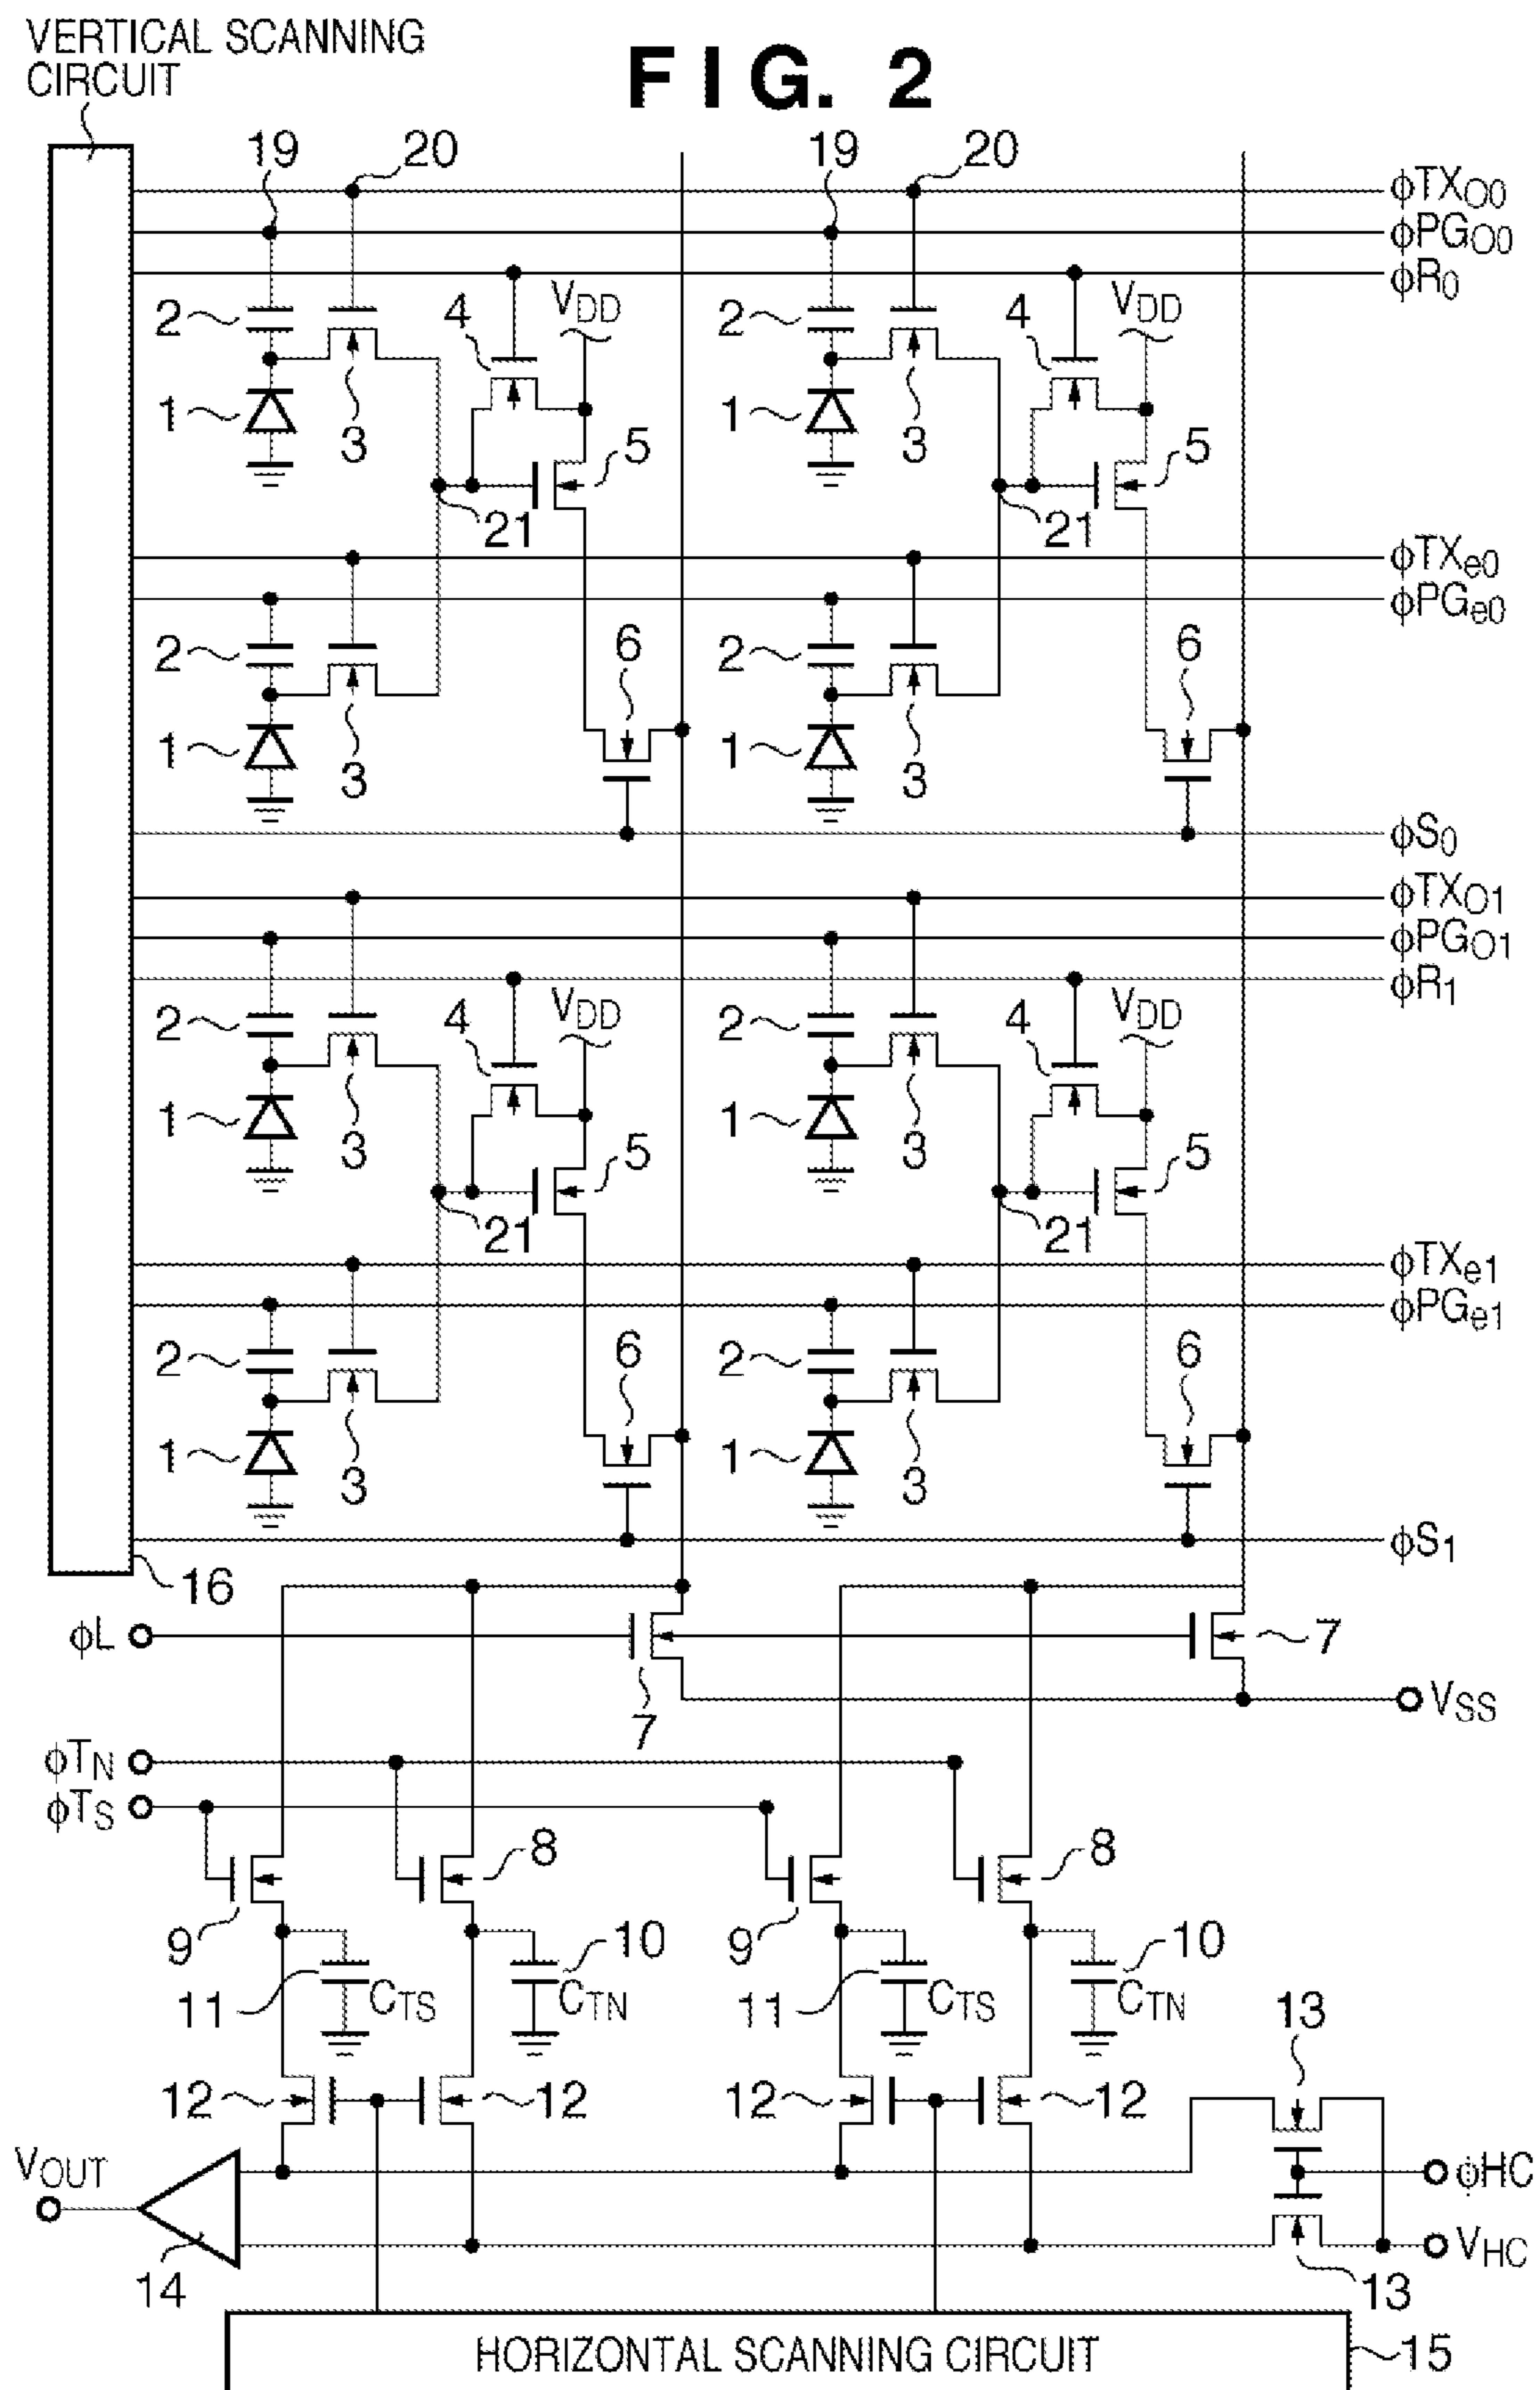 VERTICAL SCANNING
CIRCUIT
FIG. 2
19 20 19 20
ϕTXO0
ϕPGO0
ϕR0
2 4 VDD 2 4 VDD
1 3 5 1 3 5
21 21
ϕTXe0
ϕPGe0
2 6 2 6
1 3 1 3
ϕS0
ϕTXO1
ϕPGO1
ϕR1
2 4 VDD 2 4 VDD
1 3 5 1 3 5
21 21
ϕTXe1
ϕPGe1
2 6 2 6
1 3 1 3
ϕS1
16
ϕL 7
7 VSS
ϕTN
ϕTS
8 8
9 10 9 10
11 CTS CTN 11 CTS CTN
13
12 12 12 12
VOUT ϕHC
VHC
14 13
HORIZONTAL SCANNING CIRCUIT 15